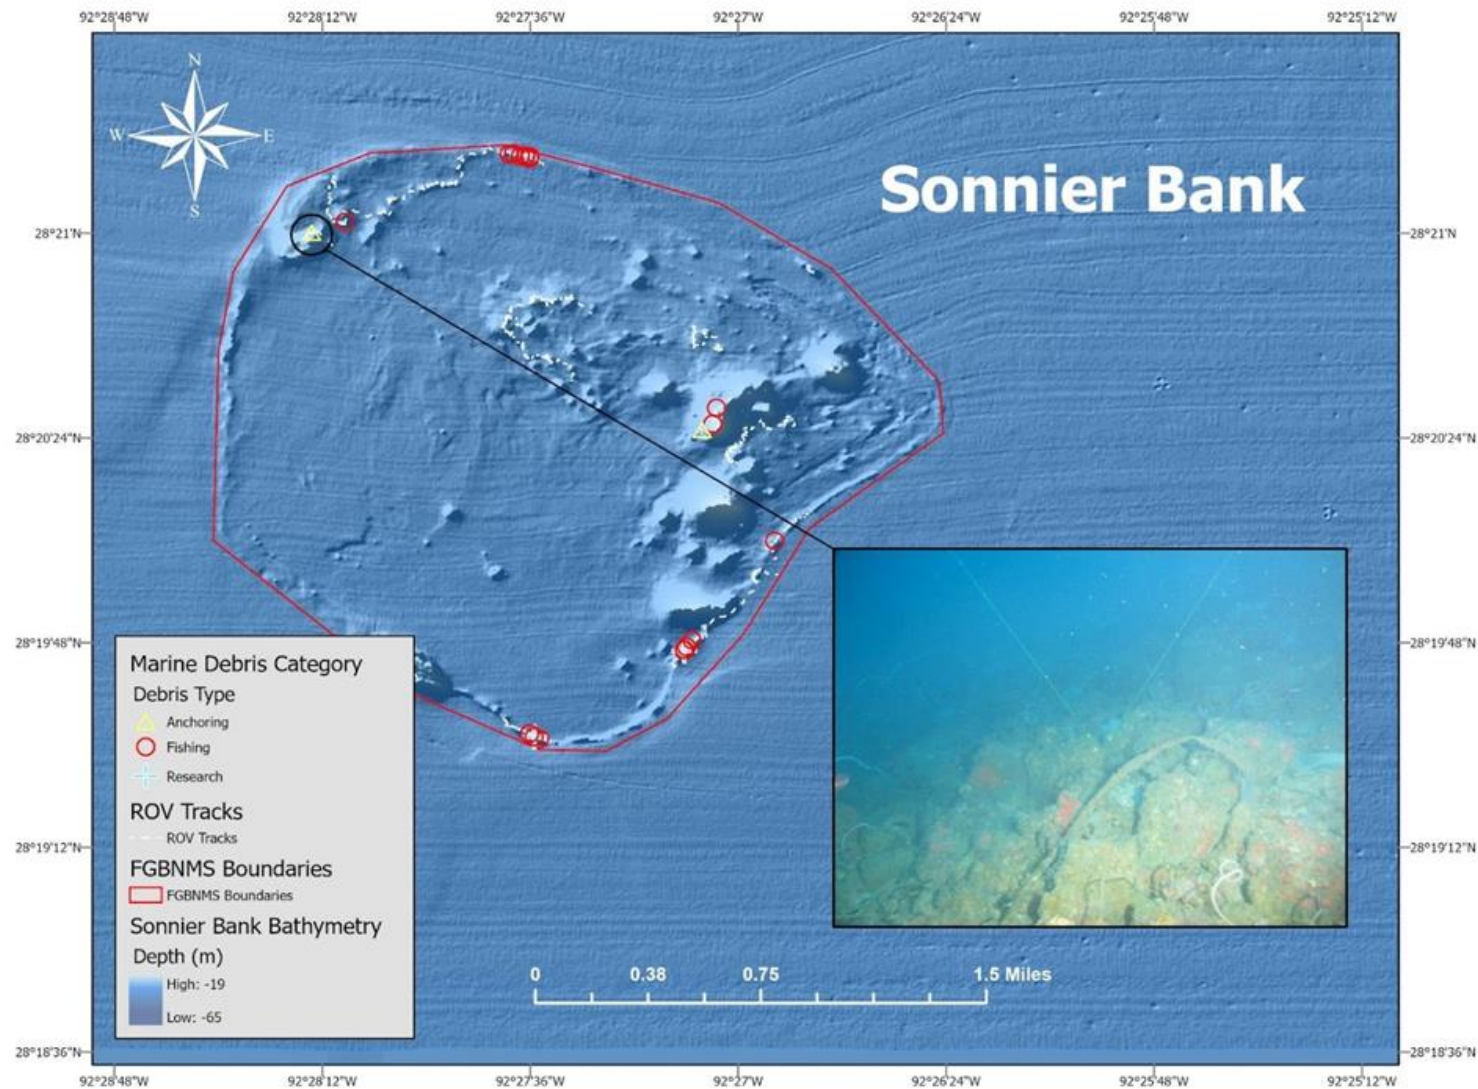 92°28'48"W 92°28'12"W 92°27'36"W 92°27'W 92°26'24"W 92°25'48"W 92°25'12"W
N
W E
S
Sonnier Bank
28°21'N 28°21'N
28°20'24"N 28°20'24"N
28°19'48"N 28°19'48"N
Marine Debris Category
Debris Type
Anchoring
Fishing
Research
ROV Tracks
ROV Tracks
FGBNMS Boundaries
FGBNMS Boundaries
Sonnier Bank Bathymetry
Depth (m)
High: -19
Low: -65
28°19'12"N 28°19'12"N
0 0.38 0.75 1.5 Miles
28°18'36"N 28°18'36"N
92°28'48"W 92°28'12"W 92°27'36"W 92°27'W 92°26'24"W 92°25'48"W 92°25'12"W